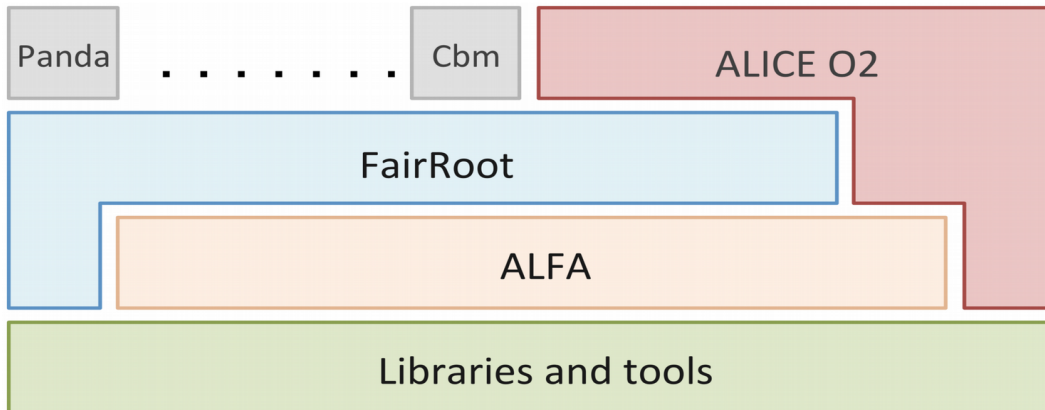 Panda . . . . . . . Cbm ALICE O2
FairRoot
ALFA
Libraries and tools